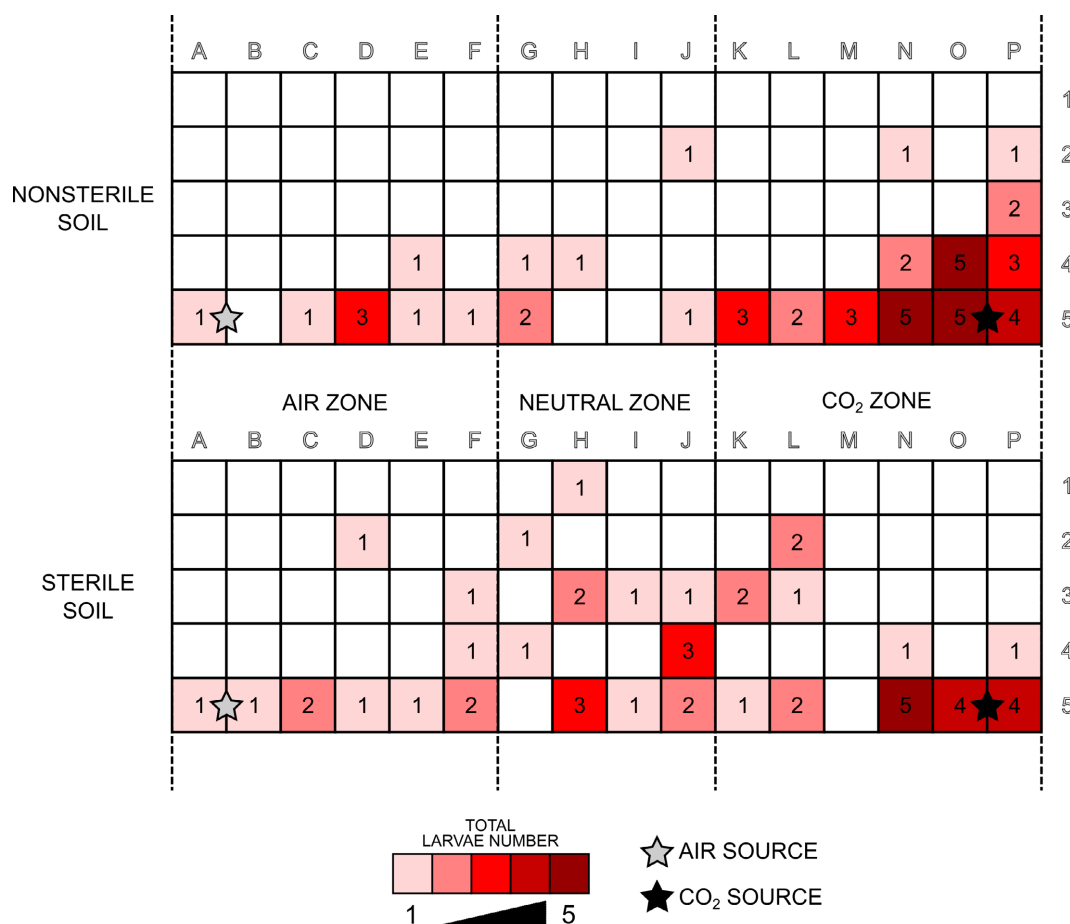 A B C D E F G H I J K L M N O P
1
1 1 1 2
NONSTERILE
SOIL
2 3
1 1 1 2 5 3 4
1 1 3 1 1 2 1 3 2 3 5 5 4 5
AIR ZONE NEUTRAL ZONE CO₂ ZONE
A B C D E F G H I J K L M N O P
1 1
1 1 2 2
STERILE
SOIL
1 2 1 1 2 1 3
1 1 3 1 1 4
1 1 2 1 1 2 3 1 2 1 2 5 4 4 5
TOTAL
LARVAE NUMBER
1 5
AIR SOURCE
CO₂ SOURCE